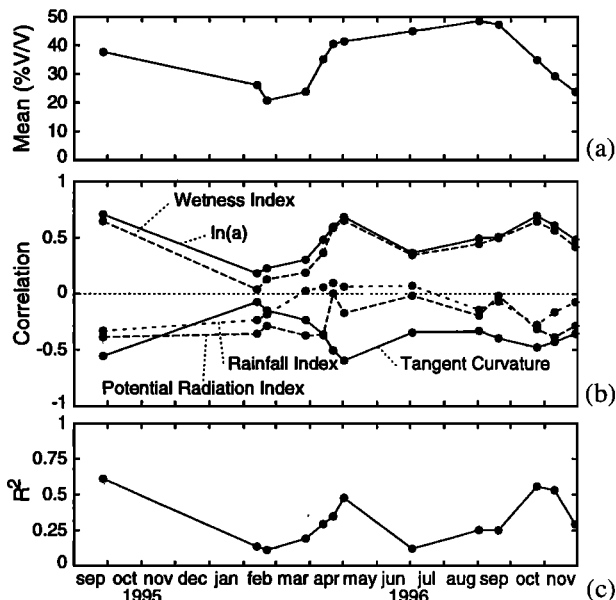 50
40
30
20
10
0
Mean (%V/V)
(a)
1
0.5
0
-0.5
-1
Correlation
Wetness Index
ln(a)
Rainfall Index
Potential Radiation Index
Tangent Curvature
(b)
1
0.75
0.5
0.25
0
R²
sep oct nov dec jan feb mar apr may jun jul aug sep oct nov
1995 1996
(c)